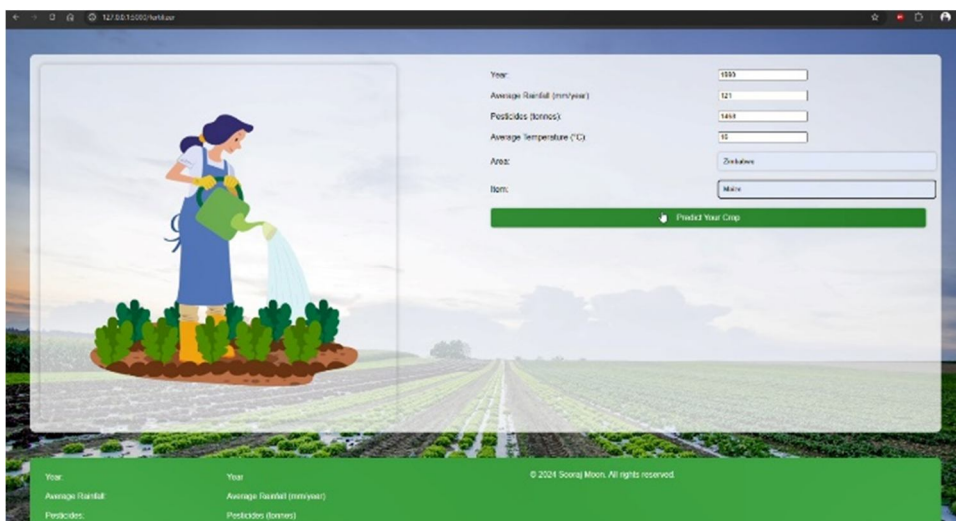 127.0.0.1:5000/fertilizer
Year:
1990
Average Rainfall (mm/year)
121
Pesticides (tonnes):
Average Temperature (°C):
16
Area:
Zimbabwe
Item:
Maize
Predict Your Crop
Year:
Year
© 2024 Sooraj Moon. All rights reserved.
Average Rainfall:
Average Rainfall (mm/year)
Pesticides:
Pesticides (tonnes)